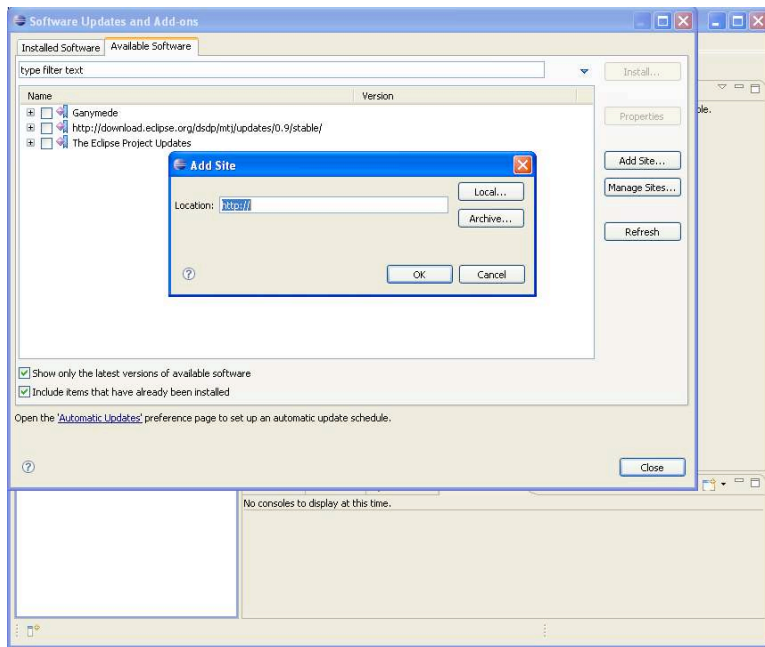 Software Updates and Add-ons
Installed Software
Available Software
type filter text
Install...
Name
Version
Ganymede
http://download.eclipse.org/dsdp/mtj/updates/0.9/stable/
The Eclipse Project Updates
Properties
ble.
Add Site...
Manage Sites...
Refresh
Add Site
Location: http://
Local...
Archive...
OK
Cancel
Show only the latest versions of available software
Include items that have already been installed
Open the 'Automatic Updates' preference page to set up an automatic update schedule.
Close
No consoles to display at this time.